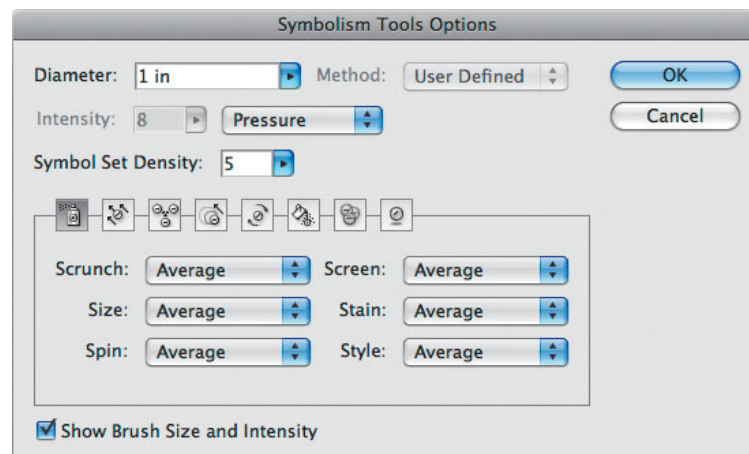 Symbolism Tools Options
Diameter: 1 in Method: User Defined OK
Intensity: 8 Pressure Cancel
Symbol Set Density: 5
Scrunch: Average Screen: Average
Size: Average Stain: Average
Spin: Average Style: Average
Show Brush Size and Intensity